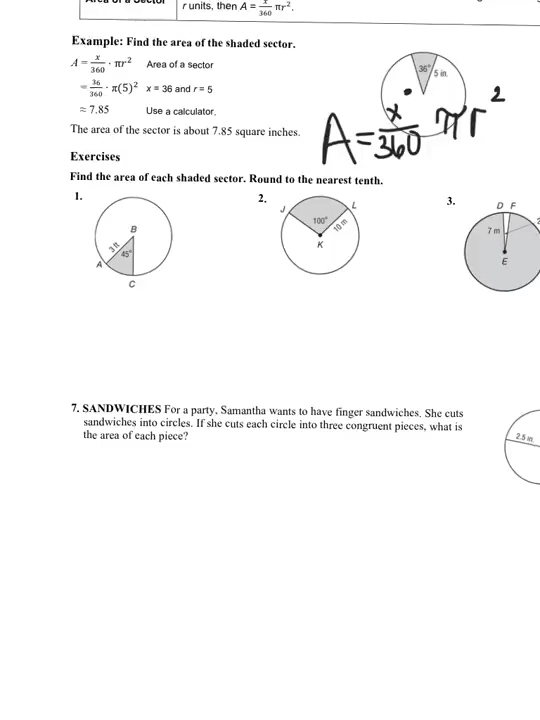 r units, then A = x/360 πr².
Example: Find the area of the shaded sector.
A = x/360 · πr² Area of a sector
= 36/360 · π(5)² x = 36 and r = 5
≈ 7.85 Use a calculator.
The area of the sector is about 7.85 square inches.
36°
5 in.
A = x/360 πr²
Exercises
Find the area of each shaded sector. Round to the nearest tenth.
1.
B
3 ft
45°
A
C
2.
J
L
100°
10 m
K
3.
D F
7 m
E
7. SANDWICHES For a party, Samantha wants to have finger sandwiches. She cuts
sandwiches into circles. If she cuts each circle into three congruent pieces, what is
the area of each piece?
2.5 in.